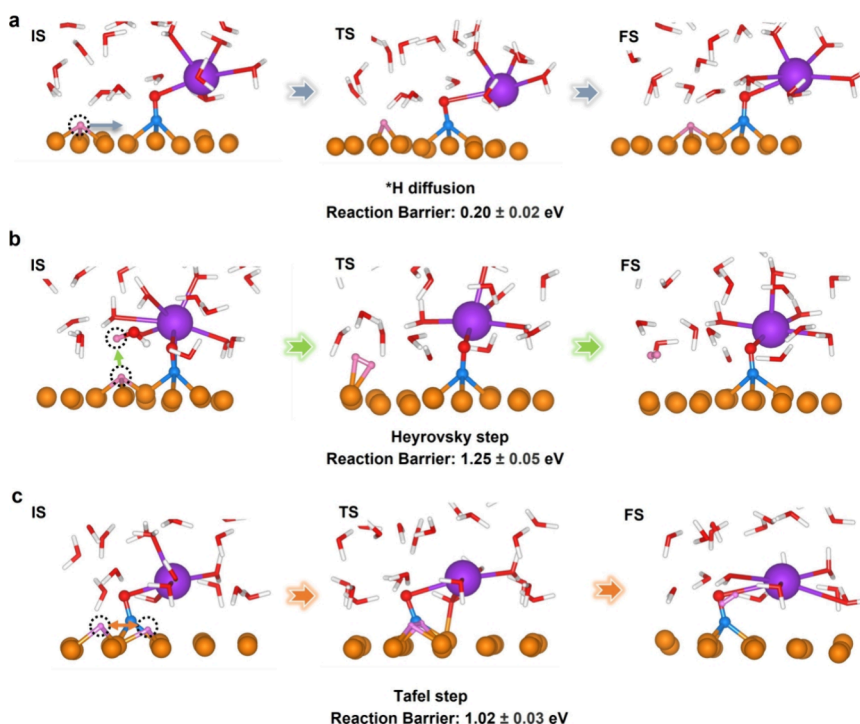 a
IS
TS
FS
*H diffusion
Reaction Barrier: 0.20 ± 0.02 eV
b
IS
TS
FS
Heyrovsky step
Reaction Barrier: 1.25 ± 0.05 eV
c
IS
TS
FS
Tafel step
Reaction Barrier: 1.02 ± 0.03 eV